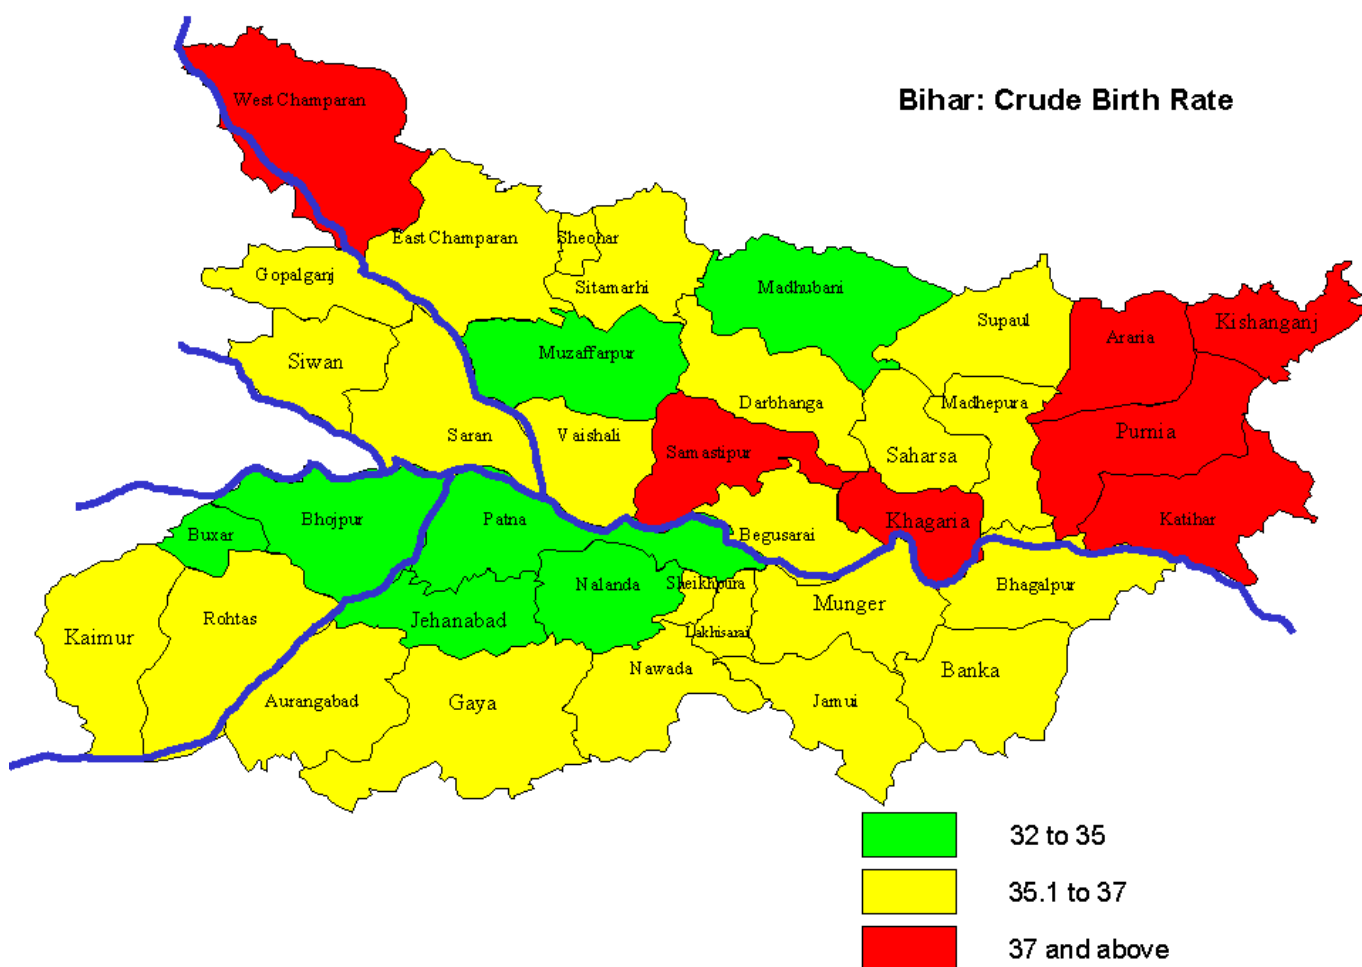 Bihar: Crude Birth Rate
West Champaran
East Champaran
Sheohar
Gopalganj
Sitamarhi
Madhubani
Supaul
Araria
Kishanganj
Siwan
Muzaffarpur
Darbhanga
Madhepura
Saran
Vaishali
Samastipur
Saharsa
Purnia
Buxar
Bhojpur
Patna
Begusarai
Khagaria
Katihar
Kaimur
Rohtas
Jehanabad
Nalanda
Sheikhpura
Munger
Bhagalpur
Lakhisarai
Aurangabad
Gaya
Nawada
Jamui
Banka
32 to 35
35.1 to 37
37 and above